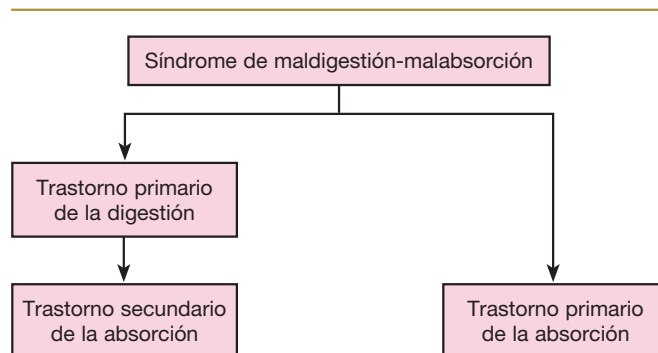 Síndrome de maldigestión-malabsorción
Trastorno primario
de la digestión
Trastorno secundario
de la absorción
Trastorno primario
de la absorción